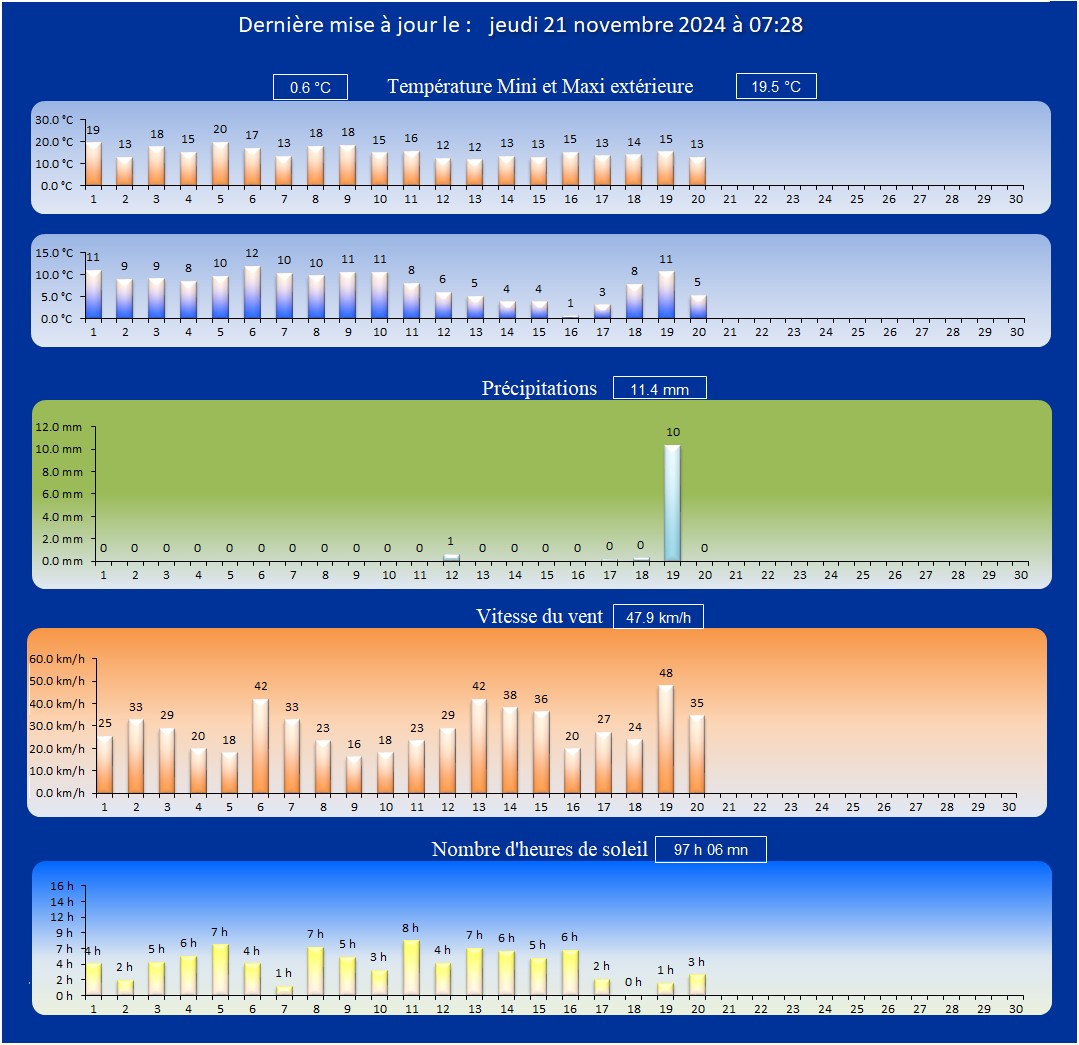 Dernière mise à jour le : jeudi 21 novembre 2024 à 07:28
0.6 °C Température Mini et Maxi extérieure 19.5 °C
30.0 °C
20.0 °C
10.0 °C
0.0 °C
19 13 18 15 20 17 13 18 18 15 16 12 12 13 13 15 13 14 15 13
1 2 3 4 5 6 7 8 9 10 11 12 13 14 15 16 17 18 19 20 21 22 23 24 25 26 27 28 29 30
15.0 °C
10.0 °C
5.0 °C
0.0 °C
11 9 9 8 10 12 10 10 11 11 8 6 5 4 4 1 3 8 11 5
1 2 3 4 5 6 7 8 9 10 11 12 13 14 15 16 17 18 19 20 21 22 23 24 25 26 27 28 29 30
Précipitations 11.4 mm
12.0 mm
10.0 mm
8.0 mm
6.0 mm
4.0 mm
2.0 mm
0.0 mm
0 0 0 0 0 0 0 0 0 0 0 1 0 0 0 0 0 0 10 0
1 2 3 4 5 6 7 8 9 10 11 12 13 14 15 16 17 18 19 20 21 22 23 24 25 26 27 28 29 30
Vitesse du vent 47.9 km/h
60.0 km/h
50.0 km/h
40.0 km/h
30.0 km/h
20.0 km/h
10.0 km/h
0.0 km/h
25 33 29 20 18 42 33 23 16 18 23 29 42 38 36 20 27 24 48 35
1 2 3 4 5 6 7 8 9 10 11 12 13 14 15 16 17 18 19 20 21 22 23 24 25 26 27 28 29 30
Nombre d'heures de soleil 97 h 06 mn
16 h
14 h
12 h
9 h
7 h
4 h
2 h
0 h
4 h 2 h 5 h 6 h 7 h 4 h 1 h 7 h 5 h 3 h 8 h 4 h 7 h 6 h 5 h 6 h 2 h 0 h 1 h 3 h
1 2 3 4 5 6 7 8 9 10 11 12 13 14 15 16 17 18 19 20 21 22 23 24 25 26 27 28 29 30